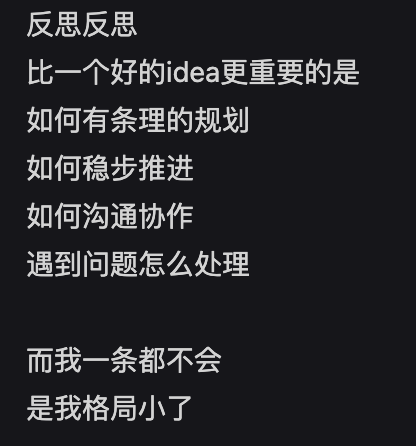 反思反思
比一个好的idea更重要的是
如何有条理的规划
如何稳步推进
如何沟通协作
遇到问题怎么处理
而我一条都不会
是我格局小了